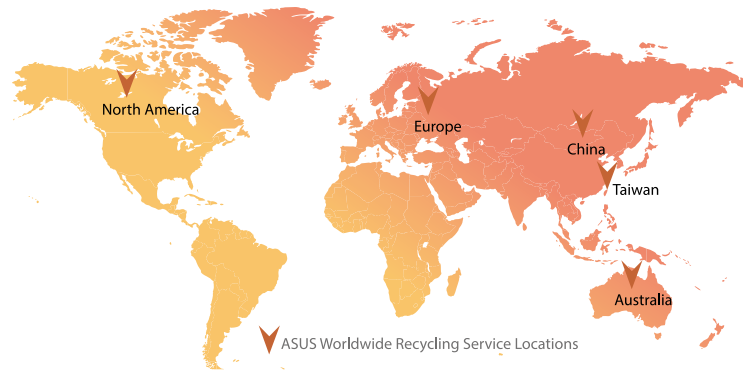 North America
Europe
China
Taiwan
Australia
ASUS Worldwide Recycling Service Locations